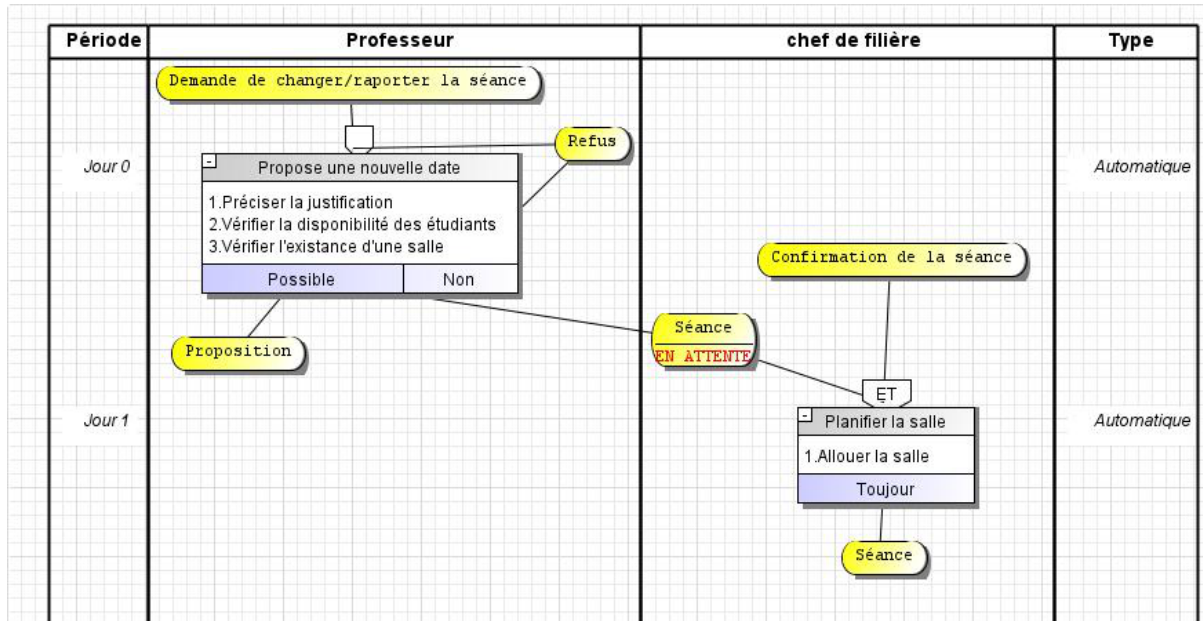 Période
Professeur
chef de filière
Type
Demande de changer/raporter la séance
Refus
Jour 0
Propose une nouvelle date
Automatique
1.Préciser la justification
2.Vérifier la disponibilité des étudiants
3.Vérifier l'existance d'une salle
Possible
Non
Confirmation de la séance
Séance
EN ATTENTE
Proposition
ET
Jour 1
Planifier la salle
Automatique
1.Allouer la salle
Toujour
Séance